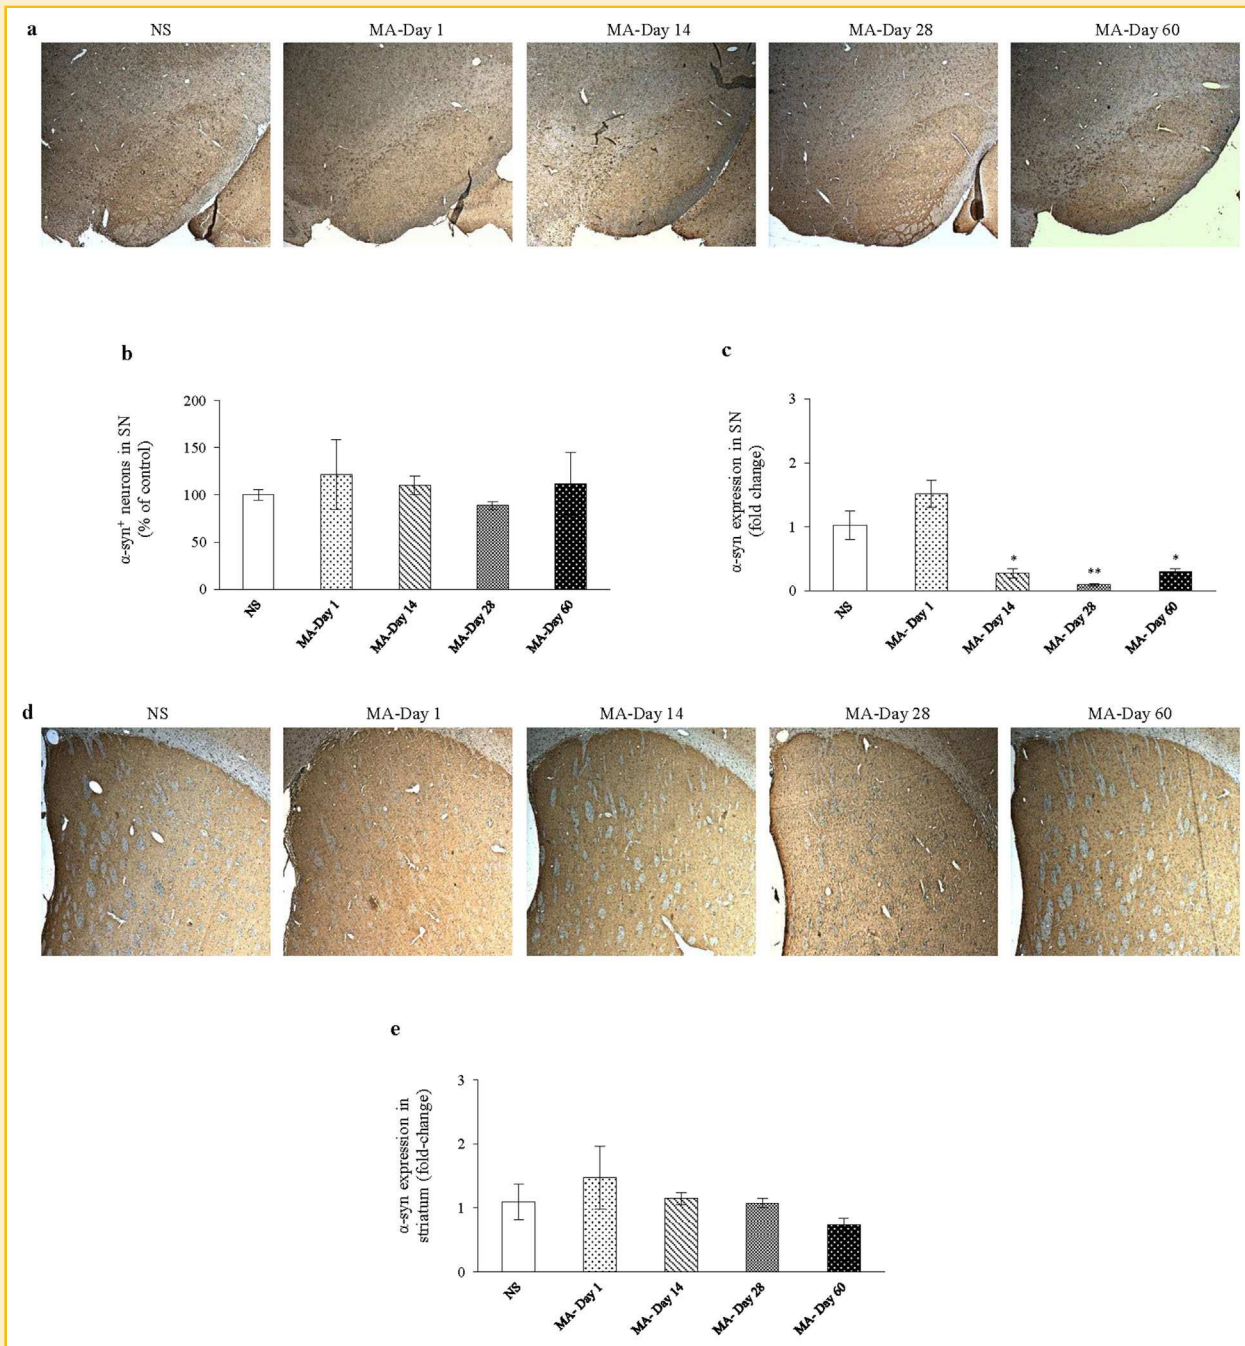 a
NS MA-Day 1 MA-Day 14 MA-Day 28 MA-Day 60
b
α-syn⁺ neurons in SN
(% of control)
200
150
100
50
0
NS MA-Day 1 MA-Day 14 MA-Day 28 MA-Day 60
c
α-syn expression in SN
(fold change)
3
2
1
0
* ** *
NS MA- Day 1 MA- Day 14 MA- Day 28 MA- Day 60
d
NS MA-Day 1 MA-Day 14 MA-Day 28 MA-Day 60
e
α-syn expression in
striatum (fold-change)
3
2
1
0
NS MA- Day 1 MA- Day 14 MA- Day 28 MA- Day 60